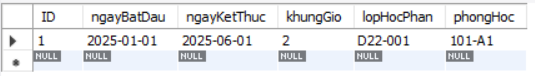 ID ngayBatDau ngayKetThuc khungGio lopHocPhan phongHoc
1 2025-01-01 2025-06-01 2 D22-001 101-A1
NULL NULL NULL NULL NULL NULL